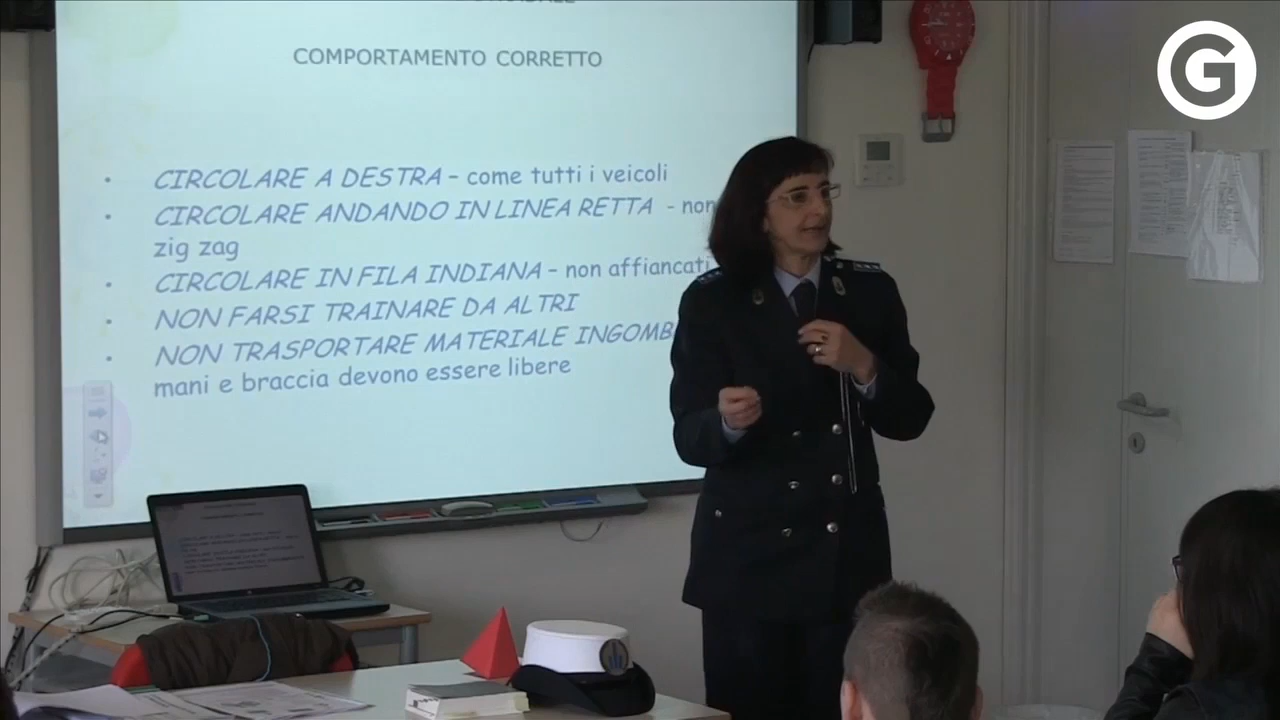 COMPORTAMENTO CORRETTO
CIRCOLARE A DESTRA – come tutti i veicoli
CIRCOLARE ANDANDO IN LINEA RETTA - non
zig zag
CIRCOLARE IN FILA INDIANA – non affiancati
NON FARSI TRAINARE DA ALTRI
NON TRASPORTARE MATERIALE INGOMB
mani e braccia devono essere libere
G